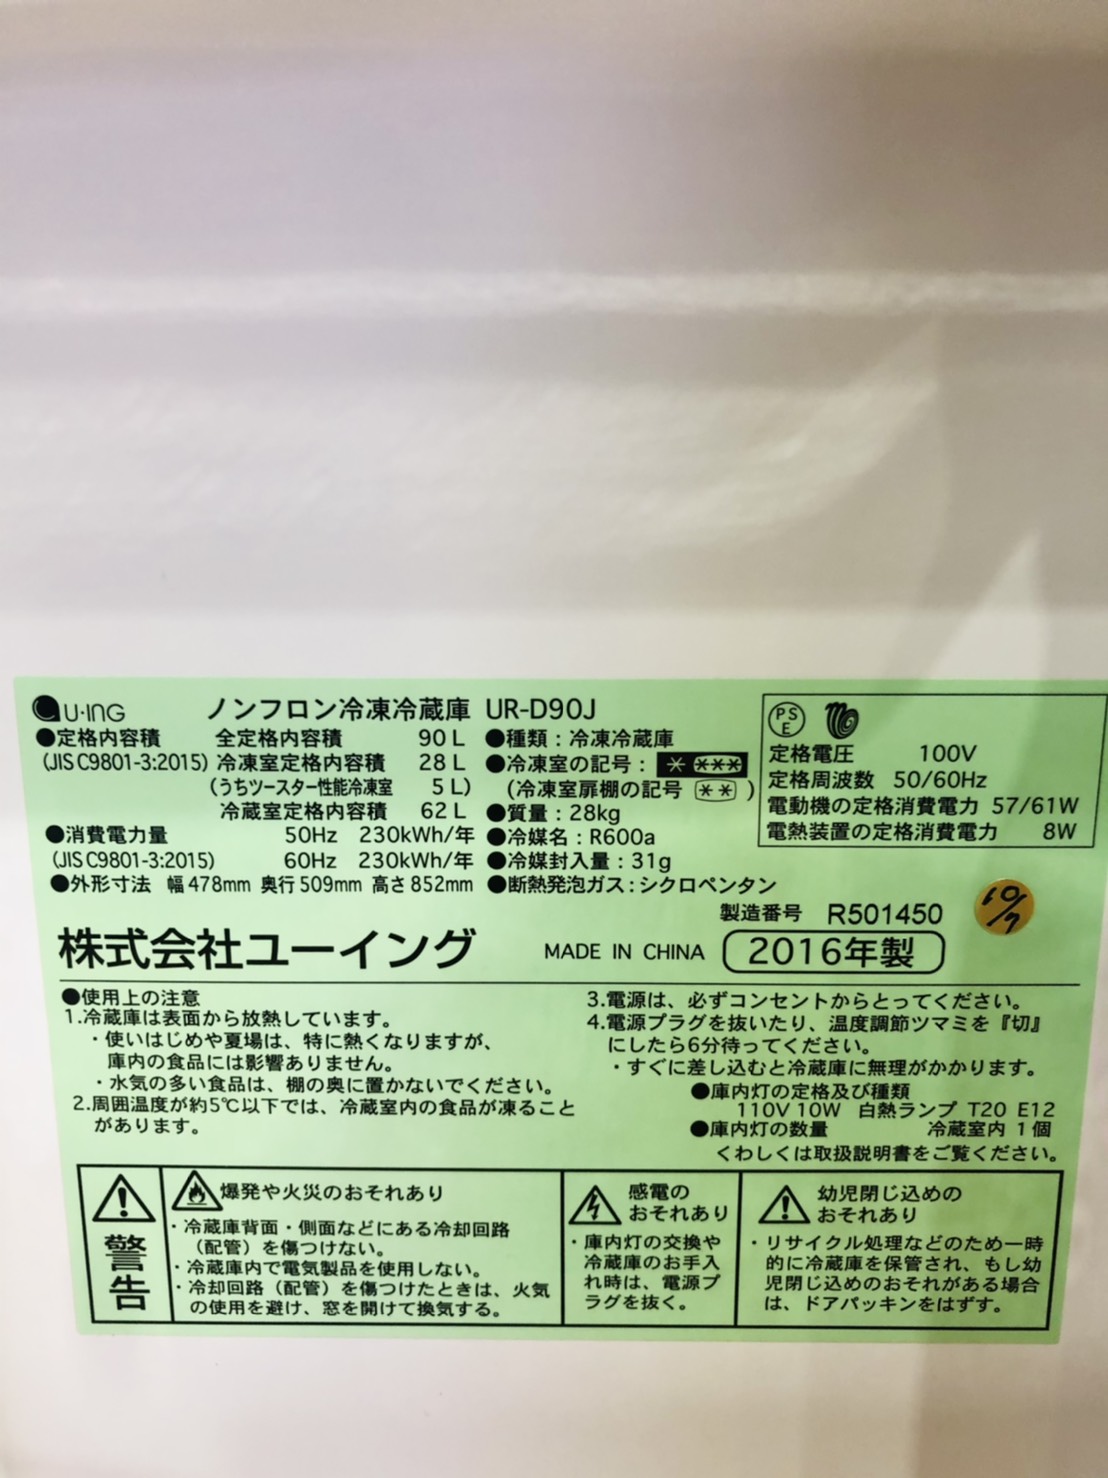 U·ING ノンフロン冷凍冷蔵庫 UR-D90J
●定格内容積 全定格内容積 90 L
(JIS C9801-3:2015) 冷凍室定格内容積 28 L
(うちツースター性能冷凍室 5 L)
冷蔵室定格内容積 62 L
●消費電力量 50Hz 230kWh/年
(JIS C9801-3:2015) 60Hz 230kWh/年
●外形寸法 幅478mm 奥行509mm 高さ852mm
●種類：冷凍冷蔵庫
●冷凍室の記号：* ***
(冷凍室扉棚の記号 ** )
●質量：28kg
●冷媒名：R600a
●冷媒封入量：31g
●断熱発泡ガス：シクロペンタン
PSE
定格電圧 100V
定格周波数 50/60Hz
電動機の定格消費電力 57/61W
電熱装置の定格消費電力 8W
製造番号 R501450
10/7
株式会社ユーイング MADE IN CHINA 2016年製
●使用上の注意
1.冷蔵庫は表面から放熱しています。
・使いはじめや夏場は、特に熱くなりますが、
庫内の食品には影響ありません。
・水気の多い食品は、棚の奥に置かないでください。
2.周囲温度が約5℃以下では、冷蔵室内の食品が凍ること
があります。
3.電源は、必ずコンセントからとってください。
4.電源プラグを抜いたり、温度調節ツマミを『切』
にしたら6分待ってください。
・すぐに差し込むと冷蔵庫に無理がかかります。
●庫内灯の定格及び種類
110V 10W 白熱ランプ T20 E12
●庫内灯の数量 冷蔵室内 1個
くわしくは取扱説明書をご覧ください。
警告
爆発や火災のおそれあり
・冷蔵庫背面・側面などにある冷却回路
（配管）を傷つけない。
・冷蔵庫内で電気製品を使用しない。
・冷却回路（配管）を傷つけたときは、火気
の使用を避け、窓を開けて換気する。
感電の
おそれあり
・庫内灯の交換や
冷蔵庫のお手入
れ時は、電源プ
ラグを抜く。
幼児閉じ込めの
おそれあり
・リサイクル処理などのため一時
的に冷蔵庫を保管され、もし幼
児閉じ込めのおそれがある場合
は、ドアパッキンをはずす。